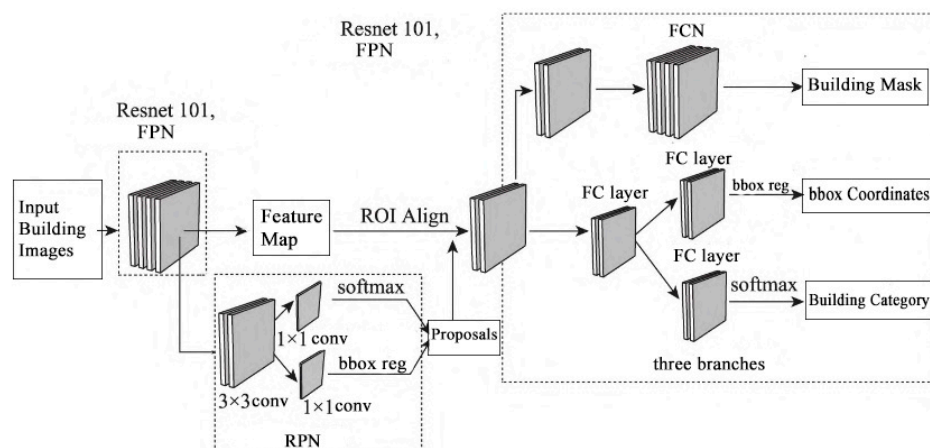 Resnet 101,
FPN
FCN
Building Mask
Resnet 101,
FPN
FC layer
FC layer
bbox reg
bbox Coordinates
Input
Building
Images
Feature
Map
ROI Align
FC layer
softmax
Building Category
softmax
1×1 conv
Proposals
bbox reg
three branches
3×3conv
1×1conv
RPN